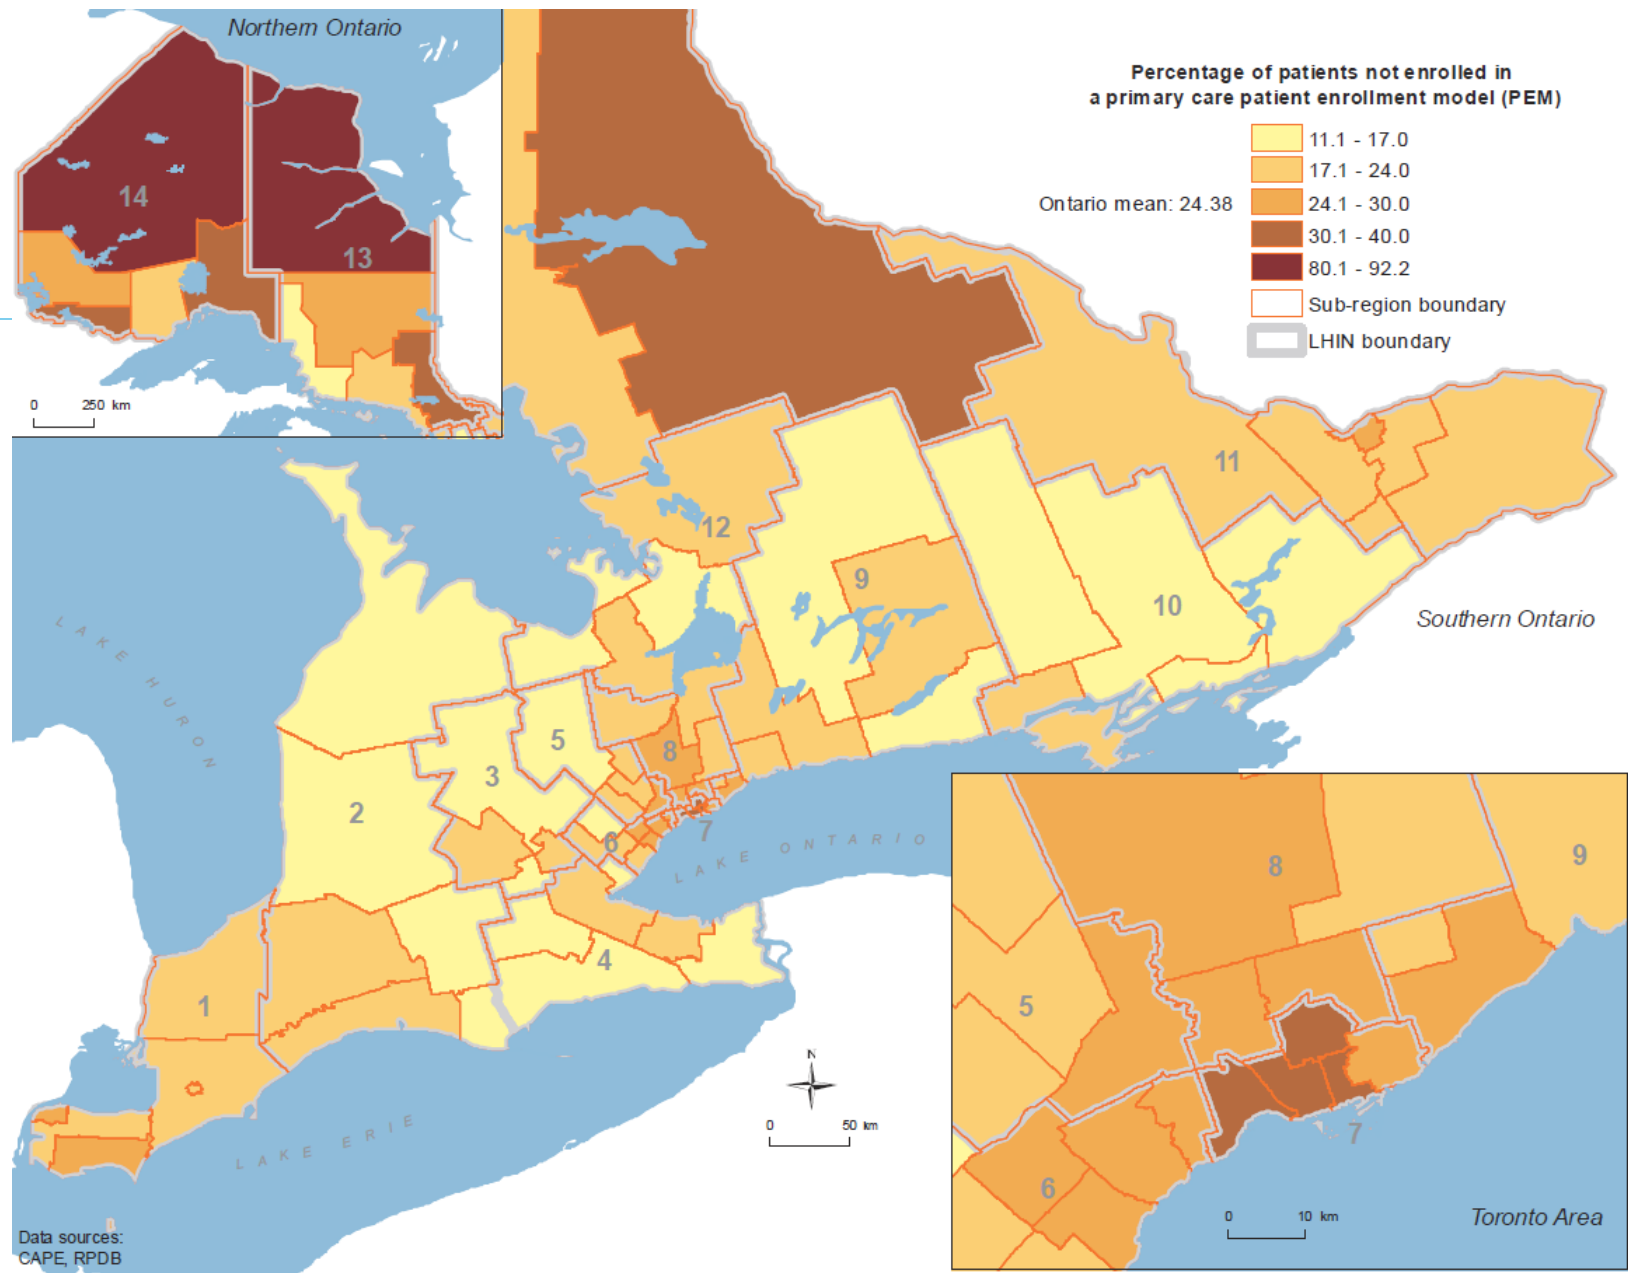 Northern Ontario
14
13
0 250 km
Percentage of patients not enrolled in
a primary care patient enrollment model (PEM)
11.1 - 17.0
17.1 - 24.0
Ontario mean: 24.38
24.1 - 30.0
30.1 - 40.0
80.1 - 92.2
Sub-region boundary
LHIN boundary
11
12
9
10
Southern Ontario
LAKE HURON
5
8
3
2
6
7
LAKE ONTARIO
4
1
N
0 50 km
LAKE ERIE
Data sources:
CAPE, RPDB
8
9
5
7
6
0 10 km
Toronto Area